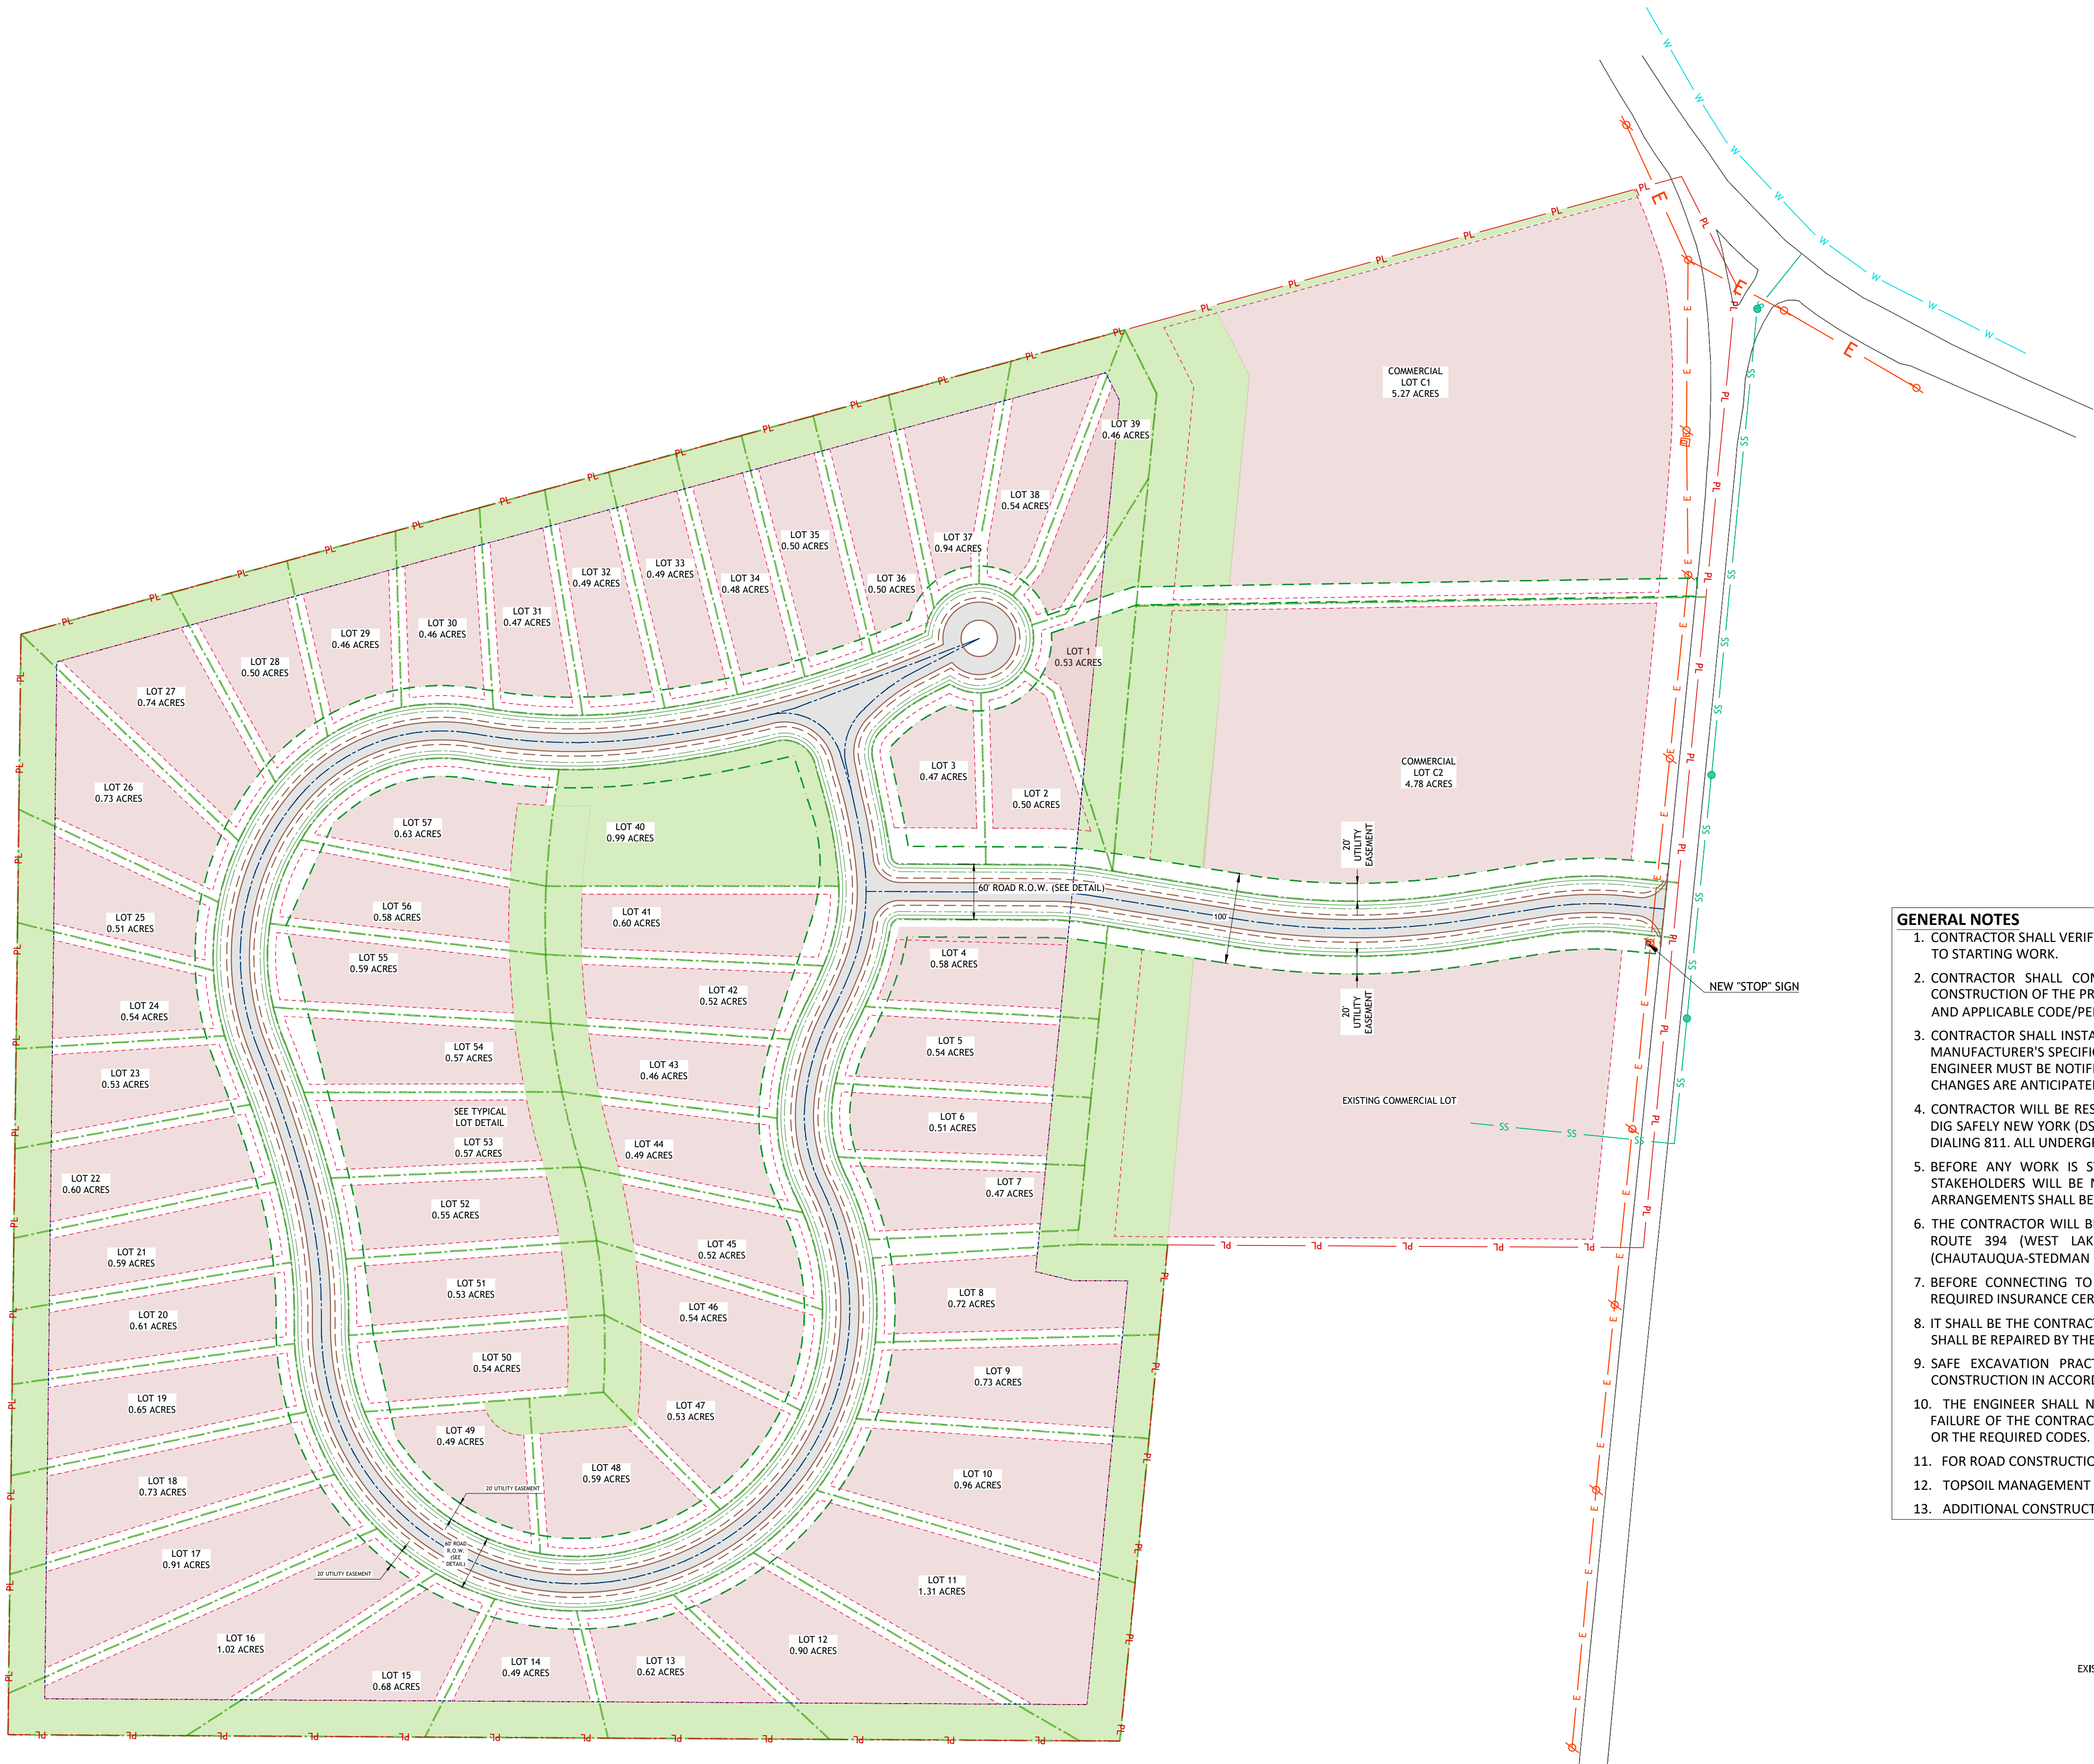 COMMERCIAL
LOT C1
5.27 ACRES
LOT 39
0.46 ACRES
LOT 38
0.54 ACRES
LOT 37
0.94 ACRES
LOT 36
0.50 ACRES
LOT 35
0.50 ACRES
LOT 34
0.48 ACRES
LOT 33
0.49 ACRES
LOT 32
0.49 ACRES
LOT 31
0.47 ACRES
LOT 30
0.46 ACRES
LOT 29
0.46 ACRES
LOT 28
0.50 ACRES
LOT 27
0.74 ACRES
LOT 26
0.73 ACRES
LOT 25
0.51 ACRES
LOT 24
0.54 ACRES
LOT 23
0.53 ACRES
LOT 22
0.60 ACRES
LOT 21
0.59 ACRES
LOT 20
0.61 ACRES
LOT 19
0.65 ACRES
LOT 18
0.73 ACRES
LOT 17
0.91 ACRES
LOT 16
1.02 ACRES
LOT 15
0.68 ACRES
LOT 14
0.49 ACRES
LOT 13
0.62 ACRES
LOT 12
0.90 ACRES
LOT 11
1.31 ACRES
LOT 10
0.96 ACRES
LOT 9
0.73 ACRES
LOT 8
0.72 ACRES
LOT 7
0.47 ACRES
LOT 6
0.51 ACRES
LOT 5
0.54 ACRES
LOT 4
0.58 ACRES
LOT 3
0.47 ACRES
LOT 2
0.50 ACRES
LOT 1
0.53 ACRES
LOT 57
0.63 ACRES
LOT 56
0.58 ACRES
LOT 55
0.59 ACRES
LOT 54
0.57 ACRES
SEE TYPICAL
LOT DETAIL
LOT 53
0.57 ACRES
LOT 52
0.55 ACRES
LOT 51
0.53 ACRES
LOT 50
0.54 ACRES
LOT 49
0.49 ACRES
LOT 48
0.59 ACRES
LOT 47
0.53 ACRES
LOT 46
0.54 ACRES
LOT 45
0.52 ACRES
LOT 44
0.49 ACRES
LOT 43
0.46 ACRES
LOT 42
0.52 ACRES
LOT 41
0.60 ACRES
LOT 40
0.99 ACRES
20' UTILITY EASEMENT
60' ROAD
R.O.W.
(SEE
DETAIL)
20' UTILITY EASEMENT
60' ROAD R.O.W. (SEE DETAIL)
100'
20'
UTILITY
EASEMENT
20'
UTILITY
EASEMENT
COMMERCIAL
LOT C2
4.78 ACRES
EXISTING COMMERCIAL LOT
NEW "STOP" SIGN
GENERAL NOTES
1. CONTRACTOR SHALL VERIF
TO STARTING WORK.
2. CONTRACTOR SHALL COM
CONSTRUCTION OF THE PR
AND APPLICABLE CODE/PE
3. CONTRACTOR SHALL INSTA
MANUFACTURER'S SPECIFI
ENGINEER MUST BE NOTIF
CHANGES ARE ANTICIPATE
4. CONTRACTOR WILL BE RES
DIG SAFELY NEW YORK (DS
DIALING 811. ALL UNDERG
5. BEFORE ANY WORK IS S
STAKEHOLDERS WILL BE
ARRANGEMENTS SHALL BE
6. THE CONTRACTOR WILL B
ROUTE 394 (WEST LAK
(CHAUTAUQUA-STEDMAN
7. BEFORE CONNECTING TO
REQUIRED INSURANCE CER
8. IT SHALL BE THE CONTRACT
SHALL BE REPAIRED BY THE
9. SAFE EXCAVATION PRACT
CONSTRUCTION IN ACCORD
10. THE ENGINEER SHALL N
FAILURE OF THE CONTRAC
OR THE REQUIRED CODES.
11. FOR ROAD CONSTRUCTIO
12. TOPSOIL MANAGEMENT
13. ADDITIONAL CONSTRUCT